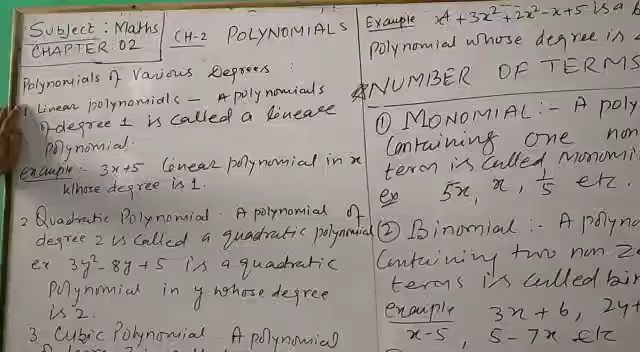 Subject: Maths
CHAPTER: 02
CH-2 POLYNOMIALS
Polynomials of Various Degrees:
1. Linear polynomials - A polynomials
of degree 1 is called a lineare
polynomial.
example:- 3x+5 linear polynomial in x
whose degree is 1.
2 Quadratic Polynomial. A polynomial of
degree 2 is called a quadratic polynomial
ex 3y²-8y+5 is a quadratic
Polynomial in y whose degree
is 2.
3. Cubic Polynomial. A polynomial
Example x4+3x²+2x²-x+5 is a
polynomial whose degree is
NUMBER OF TERMS
① MONOMIAL:- A poly
containing one non
term is called Monomi
ex 5x, x, 1/5 etc.
② Binomial :- A polyno
Containing two non Ze
terms is called bin
example 3x+6, 2y+
x-5, 5-7x etc